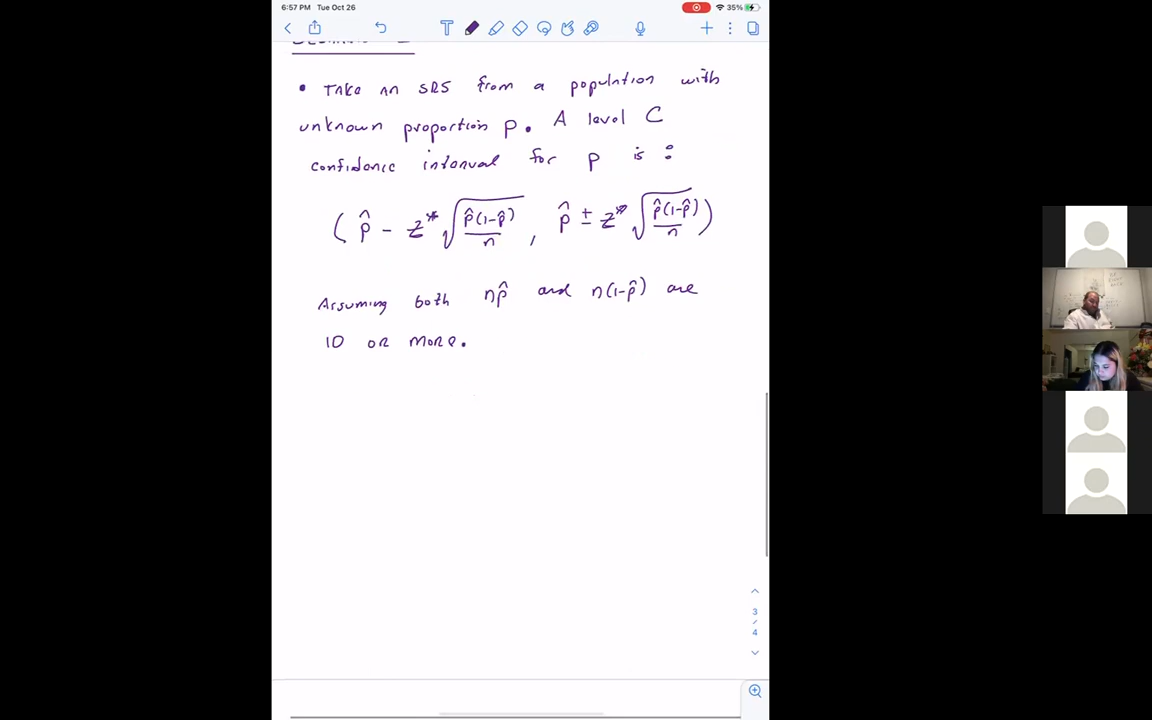 6:57 PM Tue Oct 26
35%
T
• Take an SRS from a population with
unknown proportion p. A level C
confidence interval for p is :
( p̂ - z* √(p̂(1-p̂)/n) , p̂ ± z* √(p̂(1-p̂)/n) )
Assuming both np̂ and n(1-p̂) are
10 or more.
3
/
4